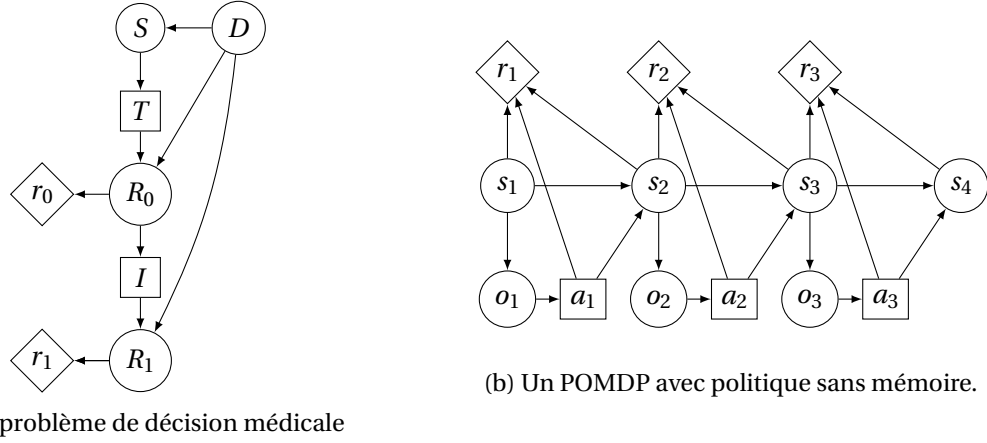 S D
T
r₀ R₀
I
r₁ R₁
problème de décision médicale
r₁ r₂ r₃
s₁ s₂ s₃ s₄
o₁ a₁ o₂ a₂ o₃ a₃
(b) Un POMDP avec politique sans mémoire.